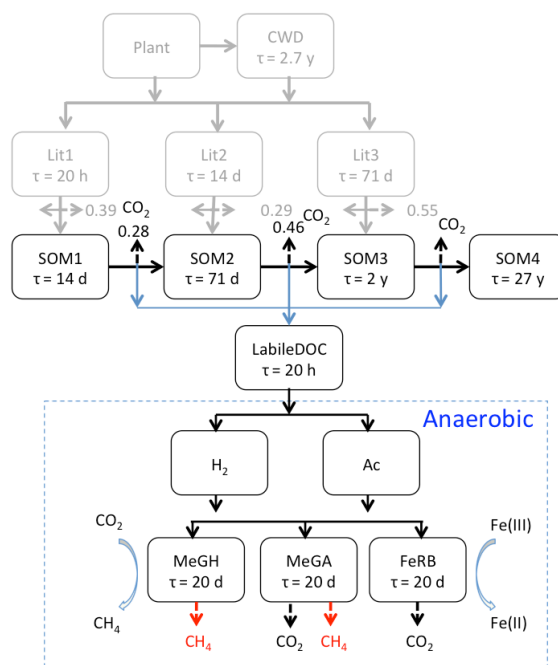 Plant
CWD
τ = 2.7 y
Lit1
τ = 20 h
Lit2
τ = 14 d
Lit3
τ = 71 d
0.39
CO₂
0.28
0.29
0.46
CO₂
0.55
CO₂
SOM1
τ = 14 d
SOM2
τ = 71 d
SOM3
τ = 2 y
SOM4
τ = 27 y
LabileDOC
τ = 20 h
Anaerobic
H₂
Ac
CO₂
Fe(III)
MeGH
τ = 20 d
MeGA
τ = 20 d
FeRB
τ = 20 d
CH₄
Fe(II)
CH₄
CO₂
CH₄
CO₂